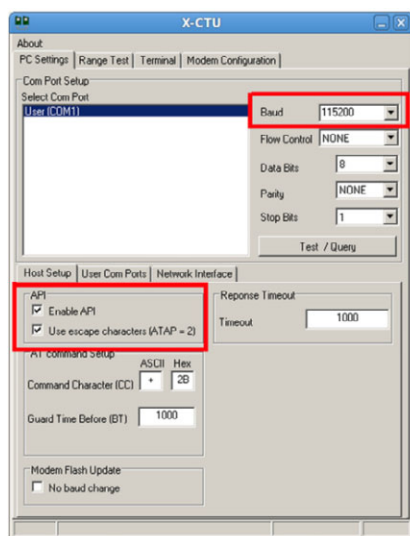 X-CTU
About
PC Settings Range Test Terminal Modem Configuration
Com Port Setup
Select Com Port
User (COM1)
Baud 115200
Flow Control NONE
Data Bits 8
Parity NONE
Stop Bits 1
Test / Query
Host Setup User Com Ports Network Interface
API
Enable API
Use escape characters (ATAP = 2)
Reponse Timeout
Timeout 1000
AT command Setup
ASCII Hex
Command Character (CC) + 2B
Guard Time Before (BT) 1000
Modem Flash Update
No baud change